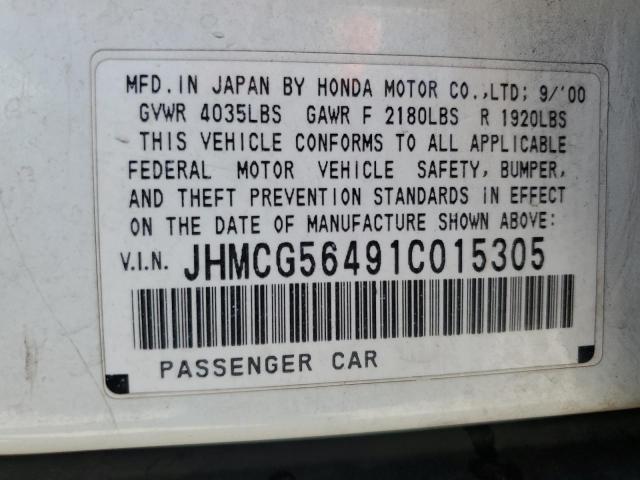 MFD. IN JAPAN BY HONDA MOTOR CO.,LTD; 9/'00
GVWR 4035LBS GAWR F 2180LBS R 1920LBS
THIS VEHICLE CONFORMS TO ALL APPLICABLE
FEDERAL MOTOR VEHICLE SAFETY, BUMPER,
AND THEFT PREVENTION STANDARDS IN EFFECT
ON THE DATE OF MANUFACTURE SHOWN ABOVE:
V.I.N. JHMCG56491C015305
PASSENGER CAR